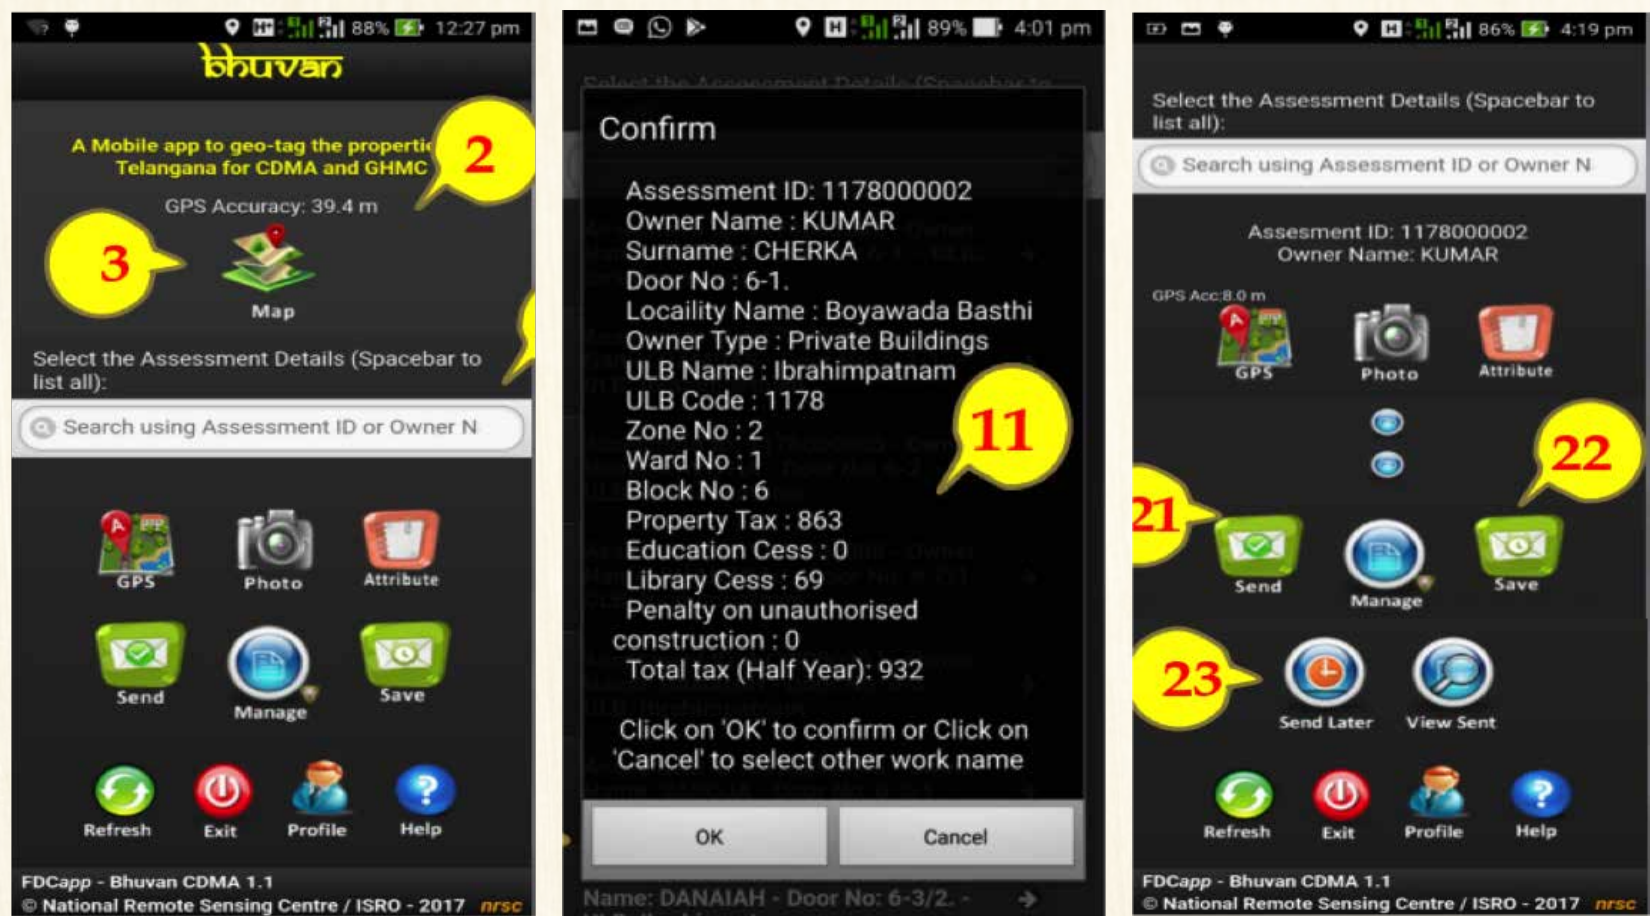 88% 12:27 pm
bhuvan
A Mobile app to geo-tag the
Telangana for CDMA and GHMC
2
GPS Accuracy: 39.4 m
3
Map
Select the Assessment Details (Spacebar to
list all):
Search using Assessment ID or Owner N
GPS
Photo
Attribute
Send
Manage
Save
Refresh
Exit
Profile
Help
FDCapp - Bhuvan CDMA 1.1
© National Remote Sensing Centre / ISRO - 2017 nrsc
H 89% 4:01 pm
Confirm
Assessment ID: 1178000002
Owner Name : KUMAR
Surname : CHERKA
Door No : 6-1.
Locaility Name : Boyawada Basthi
Owner Type : Private Buildings
ULB Name : Ibrahimpatnam
ULB Code : 1178
Zone No : 2
Ward No : 1
Block No : 6
Property Tax : 863
Education Cess : 0
Library Cess : 69
Penalty on unauthorised
construction : 0
Total tax (Half Year): 932
11
Click on 'OK' to confirm or Click on
'Cancel' to select other work name
OK
Cancel
Name: DANAIAH - Door No: 6-3/2. -
H 86% 4:19 pm
Select the Assessment Details (Spacebar to
list all):
Search using Assessment ID or Owner N
Assesment ID: 1178000002
Owner Name: KUMAR
GPS Acc:8.0 m
GPS
Photo
Attribute
22
21
Send
Manage
Save
23
Send Later
View Sent
Refresh
Exit
Profile
Help
FDCapp - Bhuvan CDMA 1.1
© National Remote Sensing Centre / ISRO - 2017 nrsc